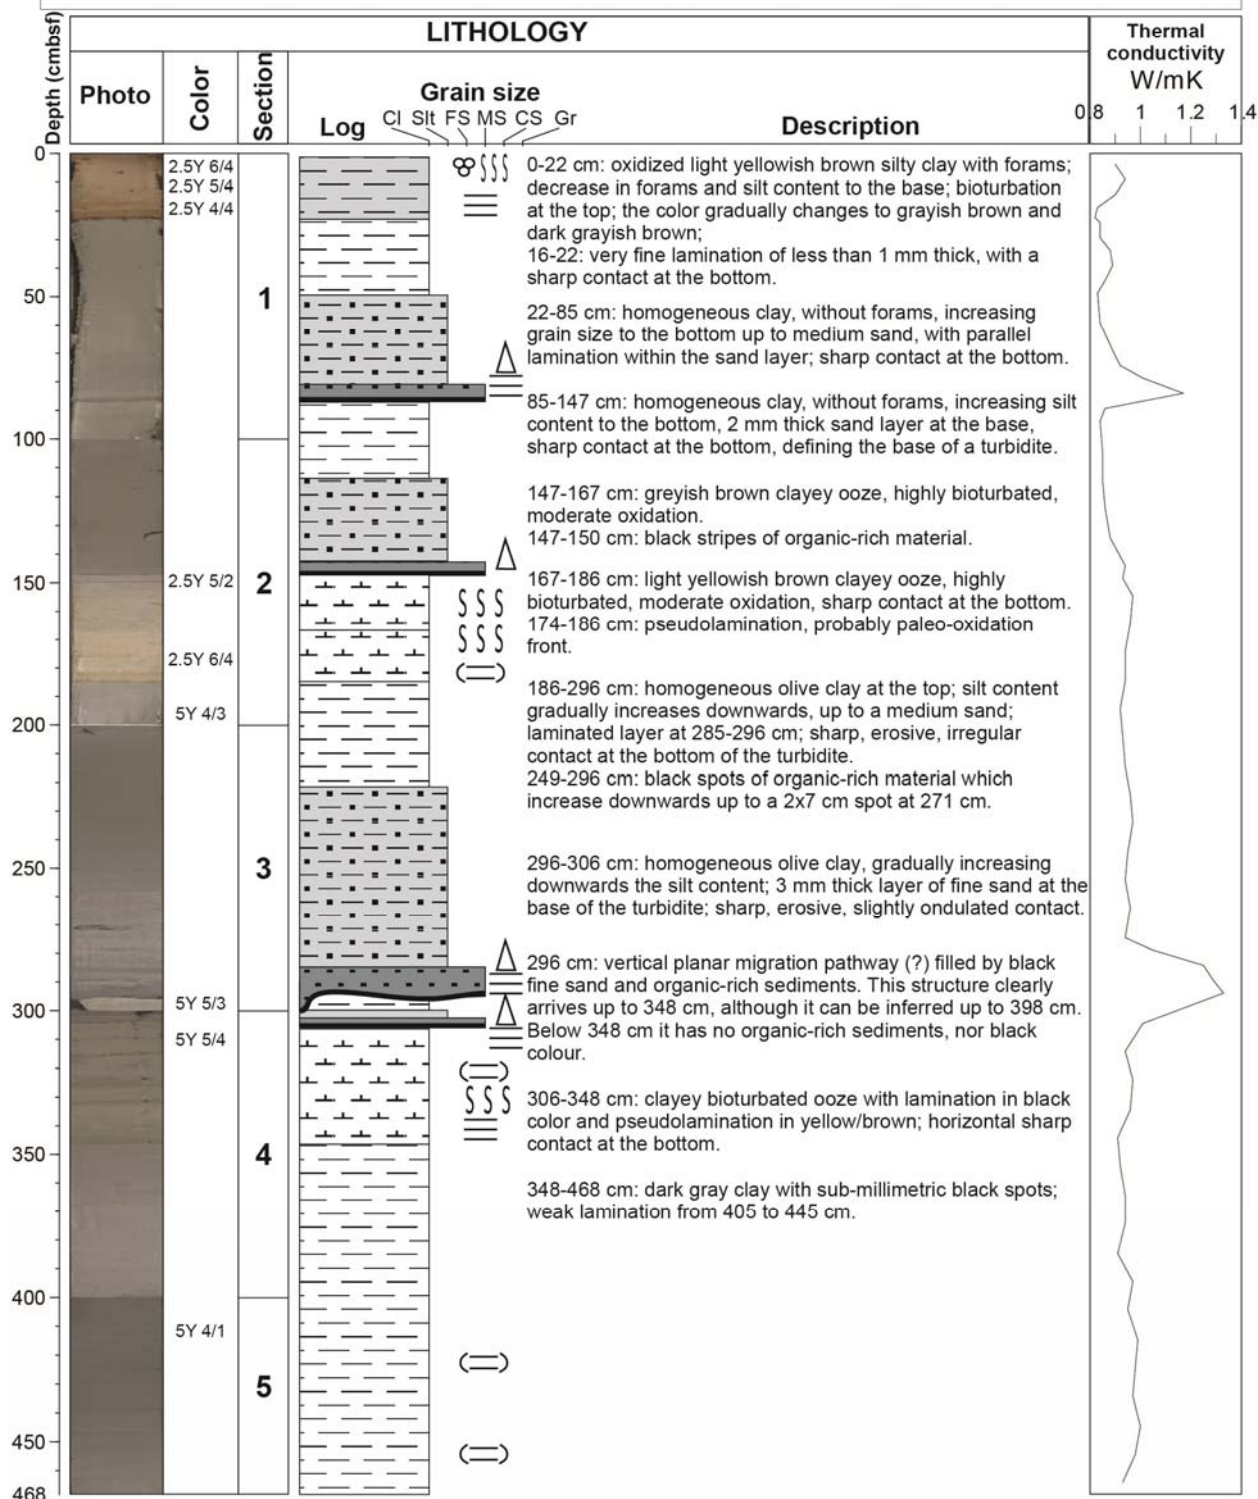 LITHOLOGY
Thermal
conductivity
W/mK
0.8 1 1.2 1.4
Depth (cmbsf)
Photo
Color
Section
Log
Grain size
Cl Slt FS MS CS Gr
Description
0
50
100
150
200
250
300
350
400
450
468
2.5Y 6/4
2.5Y 5/4
2.5Y 4/4
2.5Y 5/2
2.5Y 6/4
5Y 4/3
5Y 5/3
5Y 5/4
5Y 4/1
1
2
3
4
5
0-22 cm: oxidized light yellowish brown silty clay with forams;
decrease in forams and silt content to the base; bioturbation
at the top; the color gradually changes to grayish brown and
dark grayish brown;
16-22: very fine lamination of less than 1 mm thick, with a
sharp contact at the bottom.
22-85 cm: homogeneous clay, without forams, increasing
grain size to the bottom up to medium sand, with parallel
lamination within the sand layer; sharp contact at the bottom.
85-147 cm: homogeneous clay, without forams, increasing silt
content to the bottom, 2 mm thick sand layer at the base,
sharp contact at the bottom, defining the base of a turbidite.
147-167 cm: greyish brown clayey ooze, highly bioturbated,
moderate oxidation.
147-150 cm: black stripes of organic-rich material.
167-186 cm: light yellowish brown clayey ooze, highly
bioturbated, moderate oxidation, sharp contact at the bottom.
174-186 cm: pseudolamination, probably paleo-oxidation
front.
186-296 cm: homogeneous olive clay at the top; silt content
gradually increases downwards, up to a medium sand;
laminated layer at 285-296 cm; sharp, erosive, irregular
contact at the bottom of the turbidite.
249-296 cm: black spots of organic-rich material which
increase downwards up to a 2x7 cm spot at 271 cm.
296-306 cm: homogeneous olive clay, gradually increasing
downwards the silt content; 3 mm thick layer of fine sand at the
base of the turbidite; sharp, erosive, slightly ondulated contact.
296 cm: vertical planar migration pathway (?) filled by black
fine sand and organic-rich sediments. This structure clearly
arrives up to 348 cm, although it can be inferred up to 398 cm.
Below 348 cm it has no organic-rich sediments, nor black
colour.
306-348 cm: clayey bioturbated ooze with lamination in black
color and pseudolamination in yellow/brown; horizontal sharp
contact at the bottom.
348-468 cm: dark gray clay with sub-millimetric black spots;
weak lamination from 405 to 445 cm.